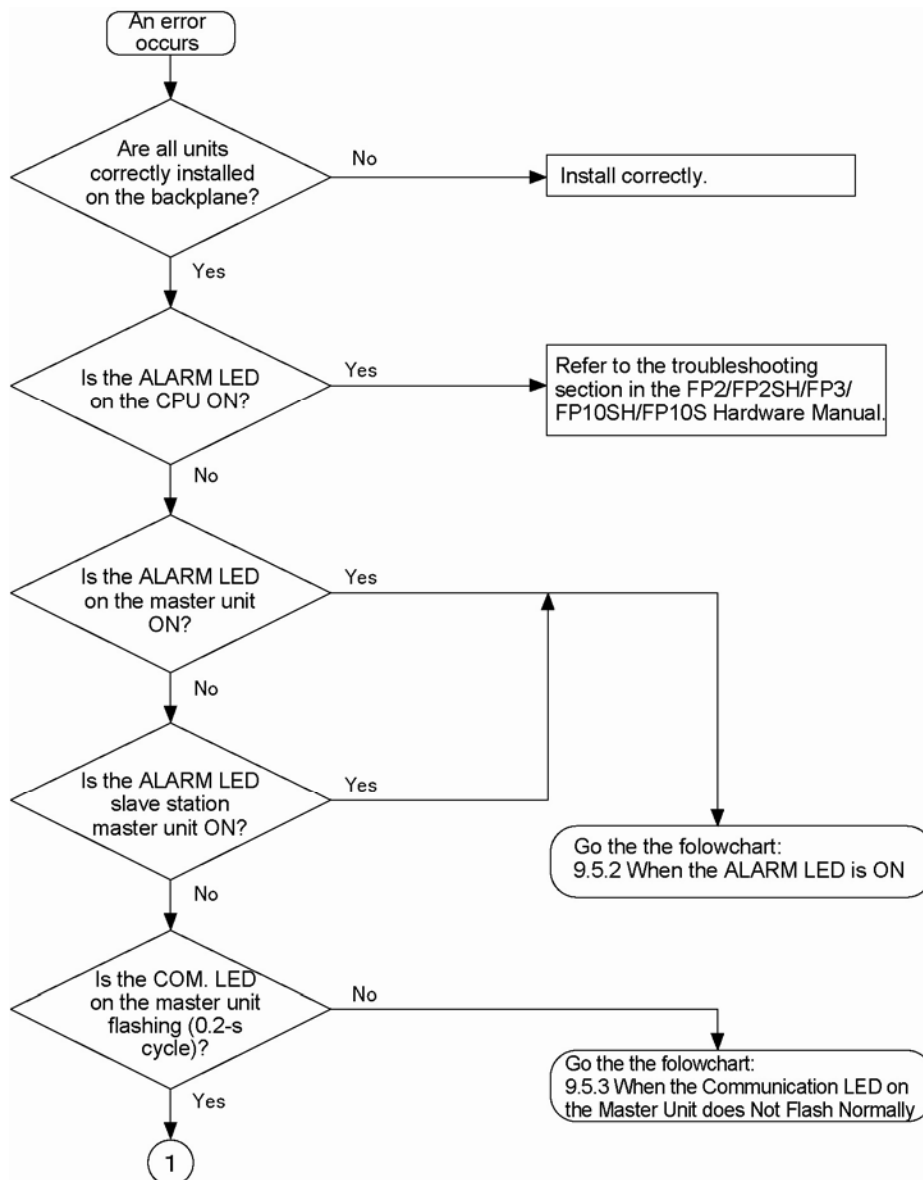 An error
occurs
Are all units
correctly installed
on the backplane?
No
Install correctly.
Yes
Is the ALARM LED
on the CPU ON?
Yes
Refer to the troubleshooting
section in the FP2/FP2SH/FP3/
FP10SH/FP10S Hardware Manual.
No
Is the ALARM LED
on the master unit
ON?
Yes
No
Is the ALARM LED
slave station
master unit ON?
Yes
Go the the folowchart:
9.5.2 When the ALARM LED is ON
No
Is the COM. LED
on the master unit
flashing (0.2-s
cycle)?
No
Go the the folowchart:
9.5.3 When the Communication LED on
the Master Unit does Not Flash Normally
Yes
1